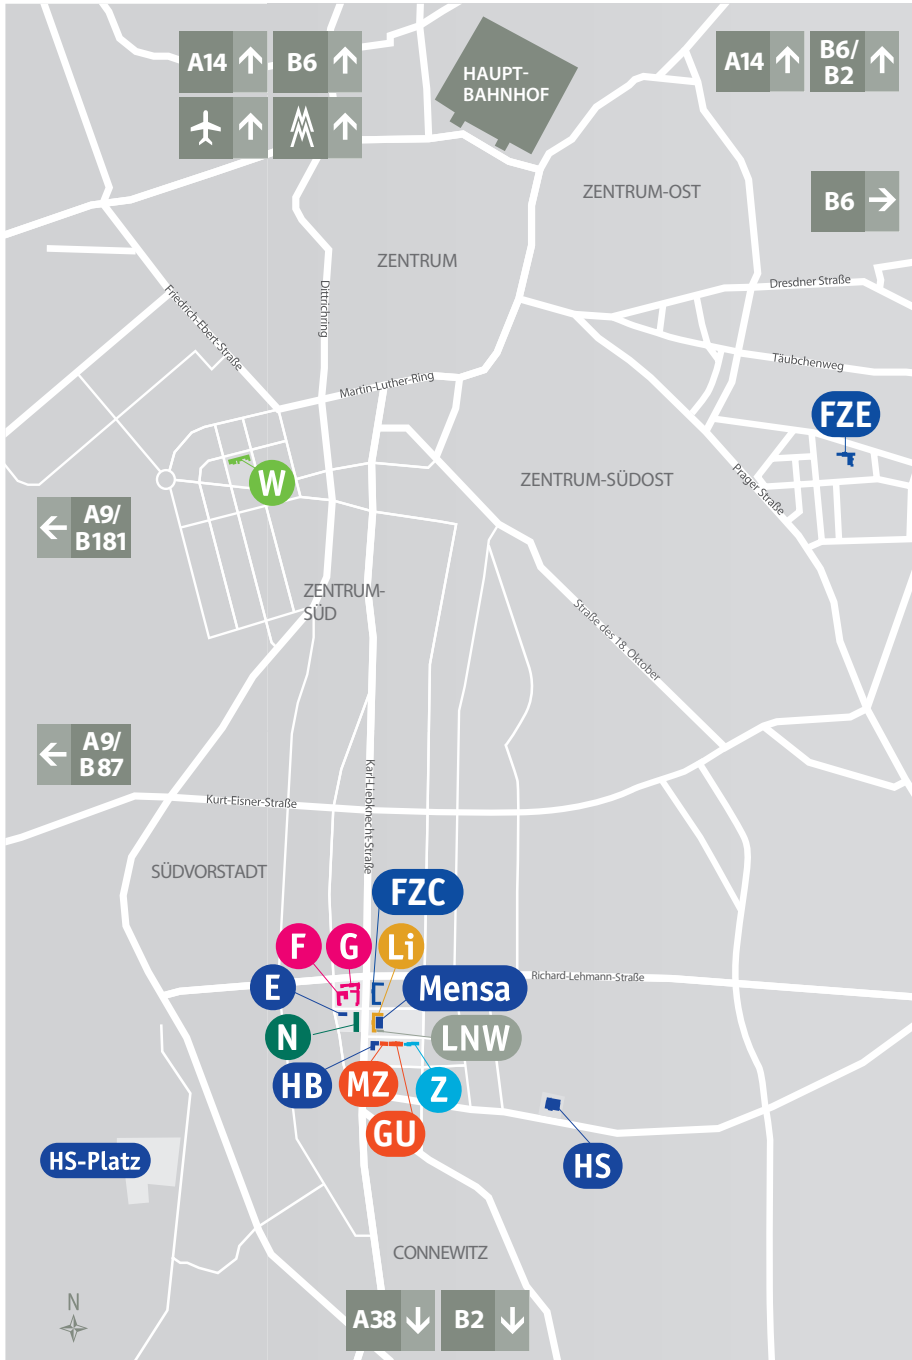 A14
B6
HAUPT-
BAHNHOF
A14
B6/
B2
B6
ZENTRUM-OST
ZENTRUM
Dresdner Straße
Dittrichring
Friedrich-Ebert-Straße
Täubchenweg
Martin-Luther-Ring
FZE
W
ZENTRUM-SÜDOST
Prager Straße
A9/
B181
ZENTRUM-
SÜD
Straße des 18. Oktober
A9/
B87
Karl-Liebknecht-Straße
Kurt-Eisner-Straße
SÜDVORSTADT
FZC
F
G
Li
Richard-Lehmann-Straße
E
Mensa
N
LNW
HB
MZ
Z
GU
HS-Platz
HS
CONNEWITZ
N
A38
B2